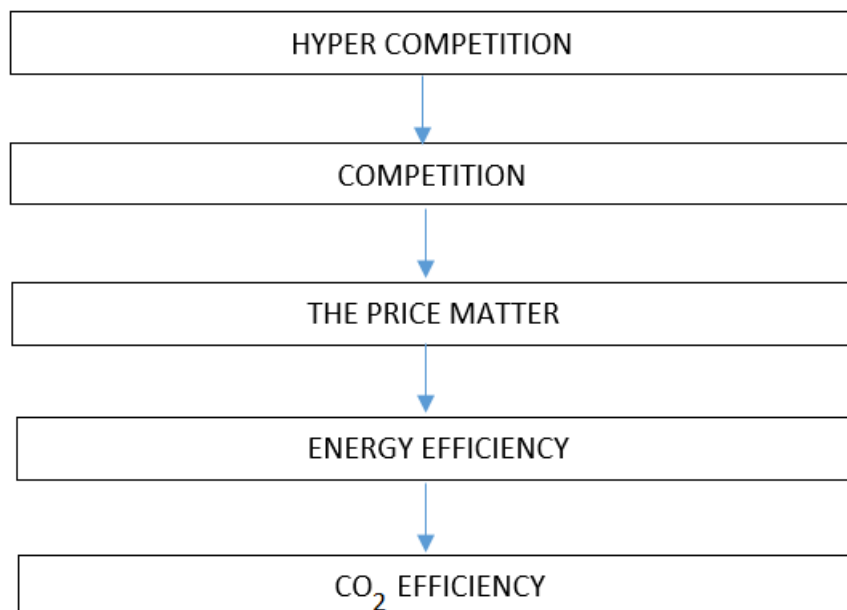 HYPER COMPETITION
COMPETITION
THE PRICE MATTER
ENERGY EFFICIENCY
CO₂ EFFICIENCY